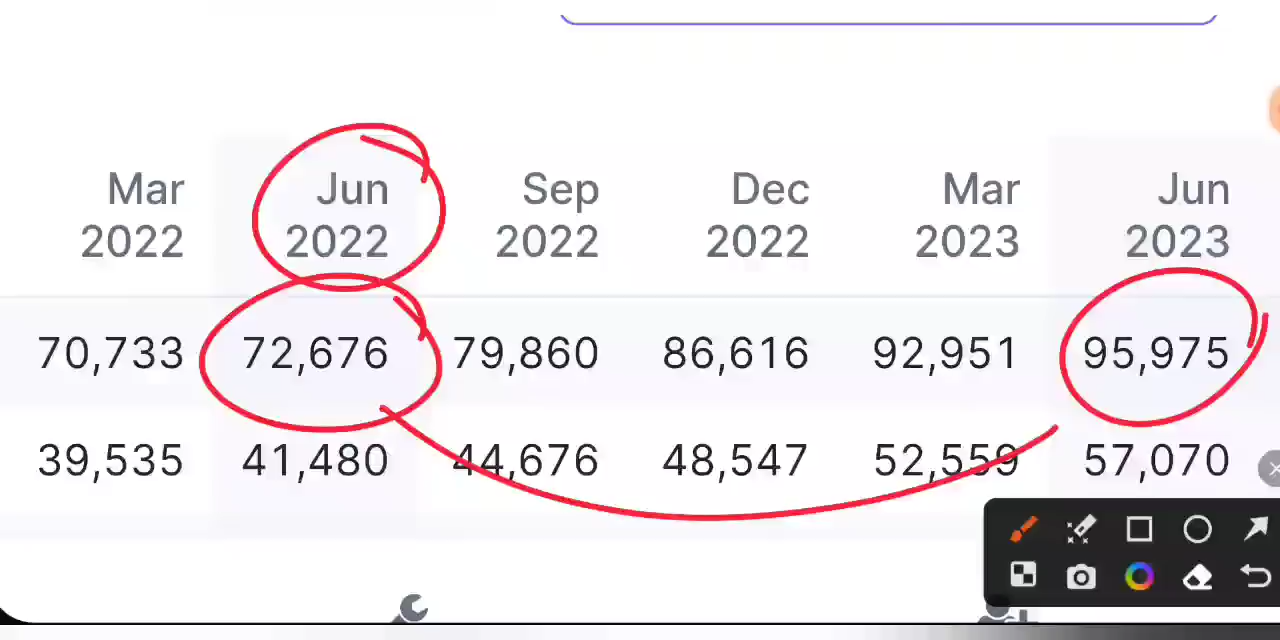 Mar Jun Sep Dec Mar Jun
2022 2022 2022 2022 2023 2023
70,733 72,676 79,860 86,616 92,951 95,975
39,535 41,480 44,676 48,547 52,559 57,070